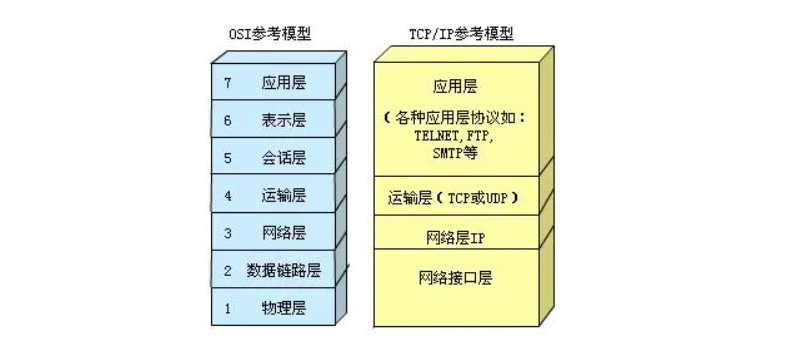 OSI参考模型
7 应用层
6 表示层
5 会话层
4 运输层
3 网络层
2 数据链路层
1 物理层
TCP/IP参考模型
应用层
(各种应用层协议如:
TELNET,FTP,
SMTP等
运输层(TCP或UDP)
网络层IP
网络接口层